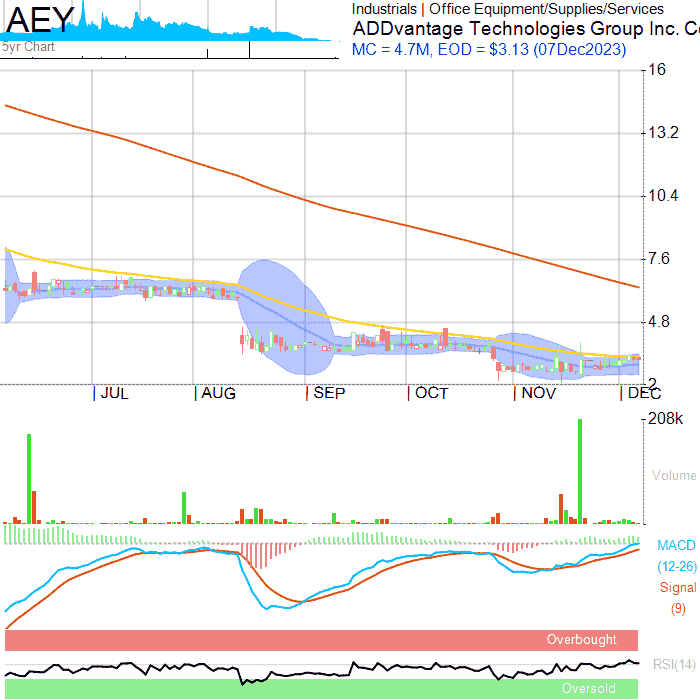 AEY
5yr Chart
Industrials | Office Equipment/Supplies/Services
ADDvantage Technologies Group Inc. Co
MC = 4.7M, EOD = $3.13 (07Dec2023)
16
13.2
10.4
7.6
4.8
2
JUL AUG SEP OCT NOV DEC
208k
Volume
MACD
(12-26)
Signal
(9)
Overbought
RSI(14)
Oversold